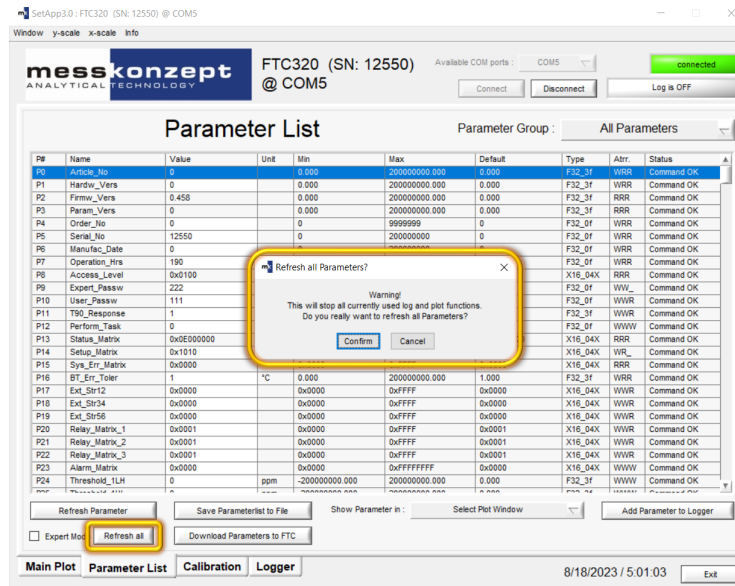 SetApp3.0 : FTC320 (SN: 12550) @ COM5
Window y-scale x-scale Info
messkonzept
ANALYTICAL TECHNOLOGY
FTC320 (SN: 12550)
@ COM5
Available COM ports : COM5
Connect Disconnect
connected
Log is OFF
Parameter List
Parameter Group : All Parameters
P# Name Value Unit Min Max Default Type Atrr. Status
P0 Article_No 0 0.000 200000000.000 0.000 F32_3f WRR Command OK
P1 Hardw_Vers 0 0.000 200000000.000 0.000 F32_3f WRR Command OK
P2 Firmw_Vers 0.458 0.000 200000000.000 0.000 F32_3f RRR Command OK
P3 Param_Vers 0 0.000 200000000.000 0.000 F32_3f RRR Command OK
P4 Order_No 0 0 9999999 0 F32_0f WRR Command OK
P5 Serial_No 12550 0 200000000 0 F32_0f WRR Command OK
P6 Manufac_Date 0 0 200000000 0 F32_0f WRR Command OK
P7 Operation_Hrs 190 F32_0f WRR Command OK
P8 Access_Level 0x0100 X16_04X RRR Command OK
P9 Expert_Passw 222 F32_0f WW_ Command OK
P10 User_Passw 111 F32_3f WWR Command OK
P11 T90_Response 1 F32_3f WWR Command OK
P12 Perform_Task 0 F32_0f WWW Command OK
P13 Status_Matrix 0x0E000000 X16_04X RRR Command OK
P14 Setup_Matrix 0x1010 X16_04X WR_ Command OK
P15 Sys_Err_Matrix 0x0000 X16_04X RRR Command OK
P16 BT_Err_Toler 1 °C 0.000 200000000.000 1.000 F32_3f WRR Command OK
P17 Ext_Str12 0x0000 0x0000 0xFFFF 0x0000 X16_04X WWR Command OK
P18 Ext_Str34 0x0000 0x0000 0xFFFF 0x0000 X16_04X WWR Command OK
P19 Ext_Str56 0x0000 0x0000 0xFFFF 0x0000 X16_04X WWR Command OK
P20 Relay_Matrix_1 0x0001 0x0000 0xFFFF 0x0001 X16_04X WWR Command OK
P21 Relay_Matrix_2 0x0001 0x0000 0xFFFF 0x0001 X16_04X WWR Command OK
P22 Relay_Matrix_3 0x0001 0x0000 0xFFFF 0x0001 X16_04X WWR Command OK
P23 Alarm_Matrix 0x0000 0x0000 0xFFFFFFFF 0x0000 X16_04X WWW Command OK
P24 Threshold_1LH 0 ppm -200000000.000 200000000.000 0.000 F32_3f WWW Command OK
Refresh all Parameters?
Warning!
This will stop all currently used log and plot functions.
Do you really want to refresh all Parameters?
Confirm Cancel
Refresh Parameter Save Parameterlist to File Show Parameter in : Select Plot Window Add Parameter to Logger
Expert Mod Refresh all Download Parameters to FTC
Main Plot Parameter List Calibration Logger
8/18/2023 / 5:01:03 Exit